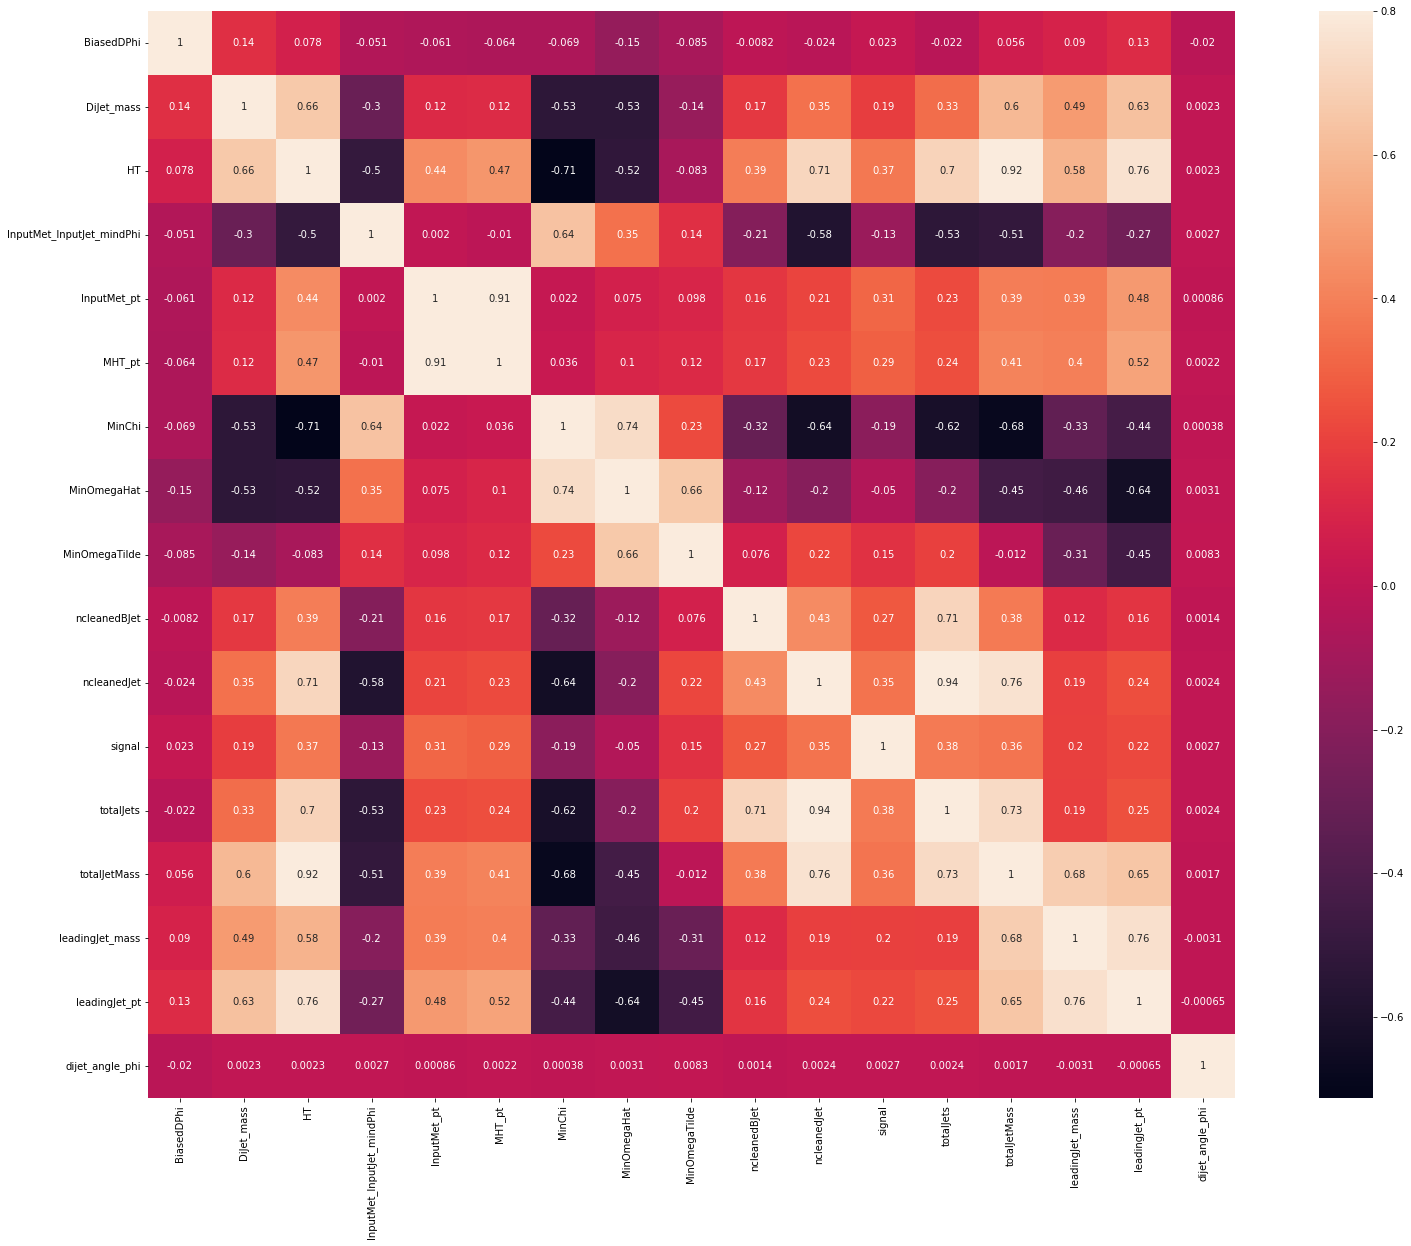 BiasedDPhi 1 0.14 0.078 -0.051 -0.061 -0.064 -0.069 -0.15 -0.085 -0.0082 -0.024 0.023 -0.022 0.056 0.09 0.13 -0.02
DiJet_mass 0.14 1 0.66 -0.3 0.12 0.12 -0.53 -0.53 -0.14 0.17 0.35 0.19 0.33 0.6 0.49 0.63 0.0023
HT 0.078 0.66 1 -0.5 0.44 0.47 -0.71 -0.52 -0.083 0.39 0.71 0.37 0.7 0.92 0.58 0.76 0.0023
InputMet_InputJet_mindPhi -0.051 -0.3 -0.5 1 0.002 -0.01 0.64 0.35 0.14 -0.21 -0.58 -0.13 -0.53 -0.51 -0.2 -0.27 0.0027
InputMet_pt -0.061 0.12 0.44 0.002 1 0.91 0.022 0.075 0.098 0.16 0.21 0.31 0.23 0.39 0.39 0.48 0.00086
MHT_pt -0.064 0.12 0.47 -0.01 0.91 1 0.036 0.1 0.12 0.17 0.23 0.29 0.24 0.41 0.4 0.52 0.0022
MinChi -0.069 -0.53 -0.71 0.64 0.022 0.036 1 0.74 0.23 -0.32 -0.64 -0.19 -0.62 -0.68 -0.33 -0.44 0.00038
MinOmegaHat -0.15 -0.53 -0.52 0.35 0.075 0.1 0.74 1 0.66 -0.12 -0.2 -0.05 -0.2 -0.45 -0.46 -0.64 0.0031
MinOmegaTilde -0.085 -0.14 -0.083 0.14 0.098 0.12 0.23 0.66 1 0.076 0.22 0.15 0.2 -0.012 -0.31 -0.45 0.0083
ncleanedBJet -0.0082 0.17 0.39 -0.21 0.16 0.17 -0.32 -0.12 0.076 1 0.43 0.27 0.71 0.38 0.12 0.16 0.0014
ncleanedJet -0.024 0.35 0.71 -0.58 0.21 0.23 -0.64 -0.2 0.22 0.43 1 0.35 0.94 0.76 0.19 0.24 0.0024
signal 0.023 0.19 0.37 -0.13 0.31 0.29 -0.19 -0.05 0.15 0.27 0.35 1 0.38 0.36 0.2 0.22 0.0027
totalJets -0.022 0.33 0.7 -0.53 0.23 0.24 -0.62 -0.2 0.2 0.71 0.94 0.38 1 0.73 0.19 0.25 0.0024
totalJetMass 0.056 0.6 0.92 -0.51 0.39 0.41 -0.68 -0.45 -0.012 0.38 0.76 0.36 0.73 1 0.68 0.65 0.0017
leadingJet_mass 0.09 0.49 0.58 -0.2 0.39 0.4 -0.33 -0.46 -0.31 0.12 0.19 0.2 0.19 0.68 1 0.76 -0.0031
leadingJet_pt 0.13 0.63 0.76 -0.27 0.48 0.52 -0.44 -0.64 -0.45 0.16 0.24 0.22 0.25 0.65 0.76 1 -0.00065
dijet_angle_phi -0.02 0.0023 0.0023 0.0027 0.00086 0.0022 0.00038 0.0031 0.0083 0.0014 0.0024 0.0027 0.0024 0.0017 -0.0031 -0.00065 1
BiasedDPhi
DiJet_mass
HT
InputMet_InputJet_mindPhi
InputMet_pt
MHT_pt
MinChi
MinOmegaHat
MinOmegaTilde
ncleanedBJet
ncleanedJet
signal
totalJets
totalJetMass
leadingJet_mass
leadingJet_pt
dijet_angle_phi
0.8
0.6
0.4
0.2
0.0
−0.2
−0.4
−0.6